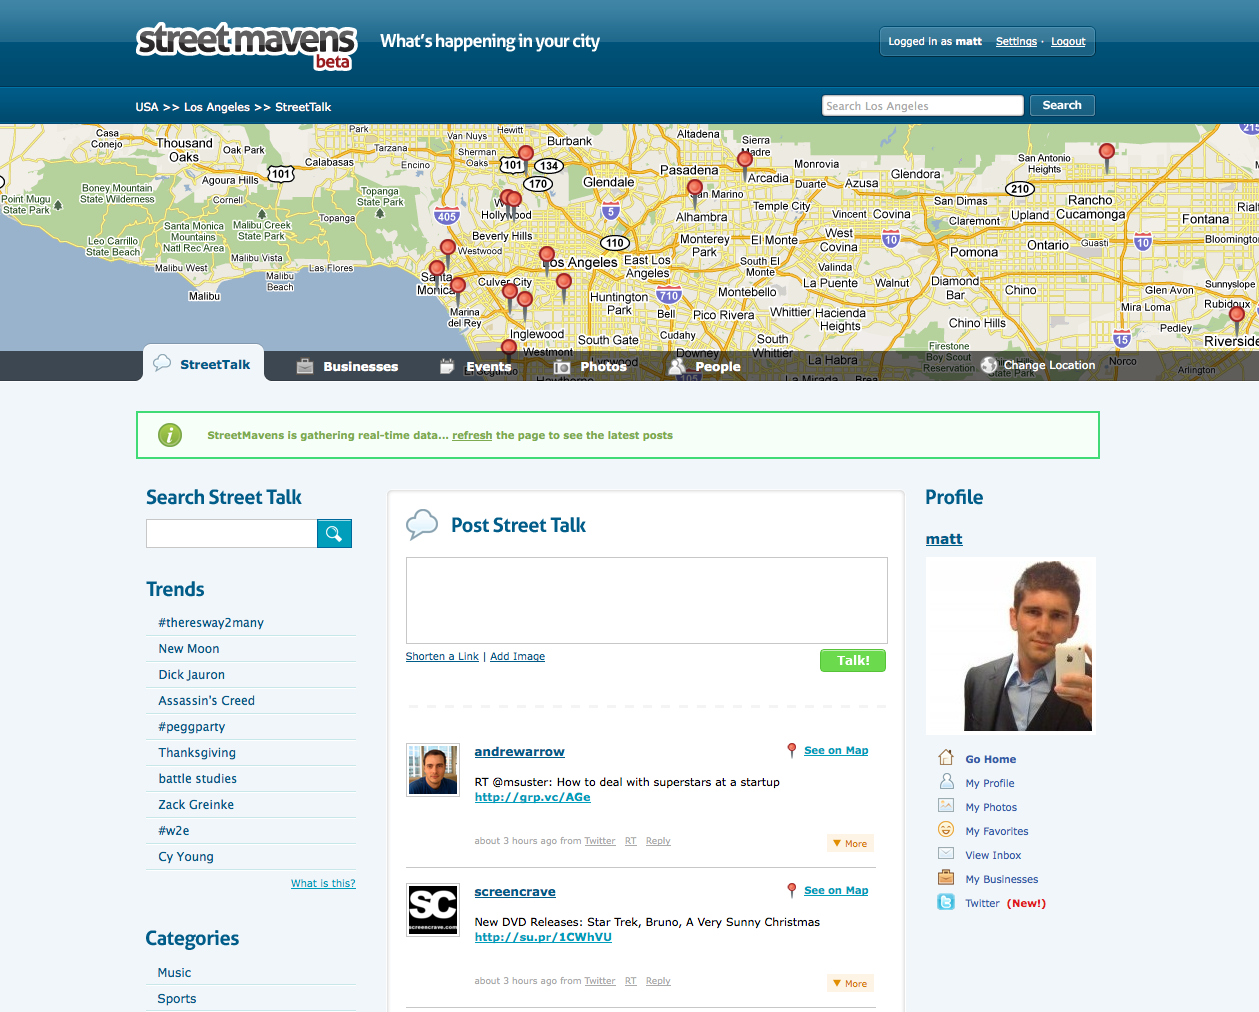 streetmavens
beta
What's happening in your city
Logged in as matt Settings · Logout
USA >> Los Angeles >> StreetTalk
Search Los Angeles
Search
Casa Conejo
Thousand Oaks
Oak Park
Park
Calabasas
Agoura Hills
Cornell
Boney Mountain State Wilderness
Point Mugu State Park
Leo Carrillo State Beach
Santa Monica Mountains Natl Rec Area
Malibu Creek State Park
Malibu West
Malibu Vista
Malibu Beach
Malibu
Las Flores
Topanga
Topanga State Park
Tarzana
Encino
Van Nuys
Sherman Oaks
Hewitt
Burbank
Glendale
Hollywood
Beverly Hills
Westwood
Santa Monica
Culver City
Marina del Rey
Los Angeles
East Los Angeles
Huntington Park
Inglewood
Westmont
Hawthorne
El Segundo
South Gate
Bell
Cudahy
Downey
Lynwood
Altadena
Sierra Madre
Pasadena
San Marino
Arcadia
Monrovia
Duarte
Azusa
Glendora
Temple City
Alhambra
Monterey Park
El Monte
South El Monte
Montebello
Pico Rivera
Whittier
South Whittier
La Habra
La Mirada
Brea
Vincent
Covina
West Covina
Valinda
La Puente
Walnut
Hacienda Heights
San Dimas
Claremont
Upland
Pomona
Diamond Bar
Chino
Chino Hills
Ontario
Guasti
San Antonio Heights
Rancho Cucamonga
Fontana
Rialto
Bloomington
Glen Avon
Sunnyslope
Rubidoux
Mira Loma
Pedley
Riverside
Norco
Arlington
Firestone Boy Scout Reservation
Chino Hills State Park
101
101
134
170
405
5
110
710
105
10
210
10
15
215
StreetTalk
Businesses
Events
Photos
People
Change Location
i
StreetMavens is gathering real-time data... refresh the page to see the latest posts
Search Street Talk
Trends
#theresway2many
New Moon
Dick Jauron
Assassin's Creed
#peggparty
Thanksgiving
battle studies
Zack Greinke
#w2e
Cy Young
What is this?
Categories
Music
Sports
Post Street Talk
Shorten a Link | Add Image
Talk!
andrewarrow
See on Map
RT @msuster: How to deal with superstars at a startup
http://grp.vc/AGe
about 3 hours ago from Twitter RT Reply
▼ More
SC
screencrave.com
screencrave
See on Map
New DVD Releases: Star Trek, Bruno, A Very Sunny Christmas
http://su.pr/1CWhVU
about 3 hours ago from Twitter RT Reply
▼ More
Profile
matt
Go Home
My Profile
My Photos
My Favorites
View Inbox
My Businesses
Twitter (New!)